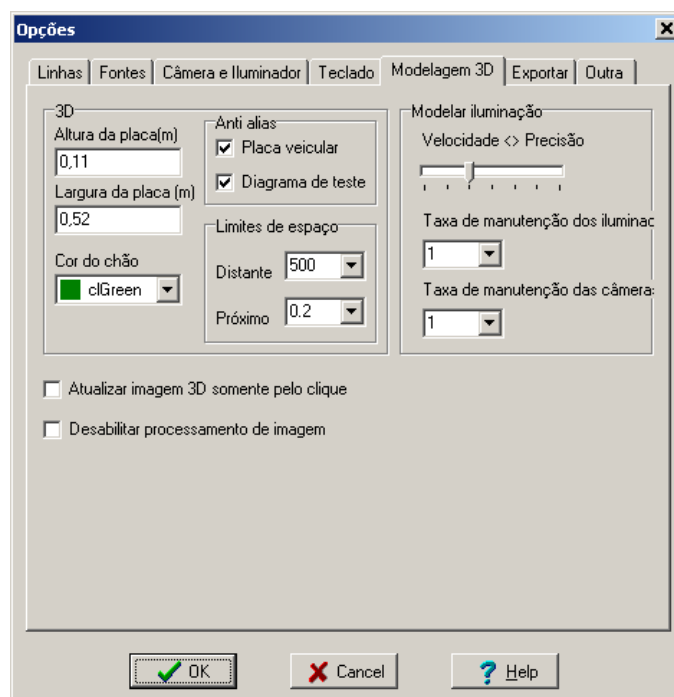 Opções
Linhas
Fontes
Câmera e Iluminador
Teclado
Modelagem 3D
Exportar
Outra
3D
Altura da placa(m)
0,11
Largura da placa (m)
0,52
Cor do chão
clGreen
Anti alias
Placa veicular
Diagrama de teste
Limites de espaço
Distante
500
Próximo
0.2
Modelar iluminação
Velocidade <> Precisão
Taxa de manutenção dos iluminac
1
Taxa de manutenção das câmera
1
Atualizar imagem 3D somente pelo clique
Desabilitar processamento de imagem
OK
Cancel
Help